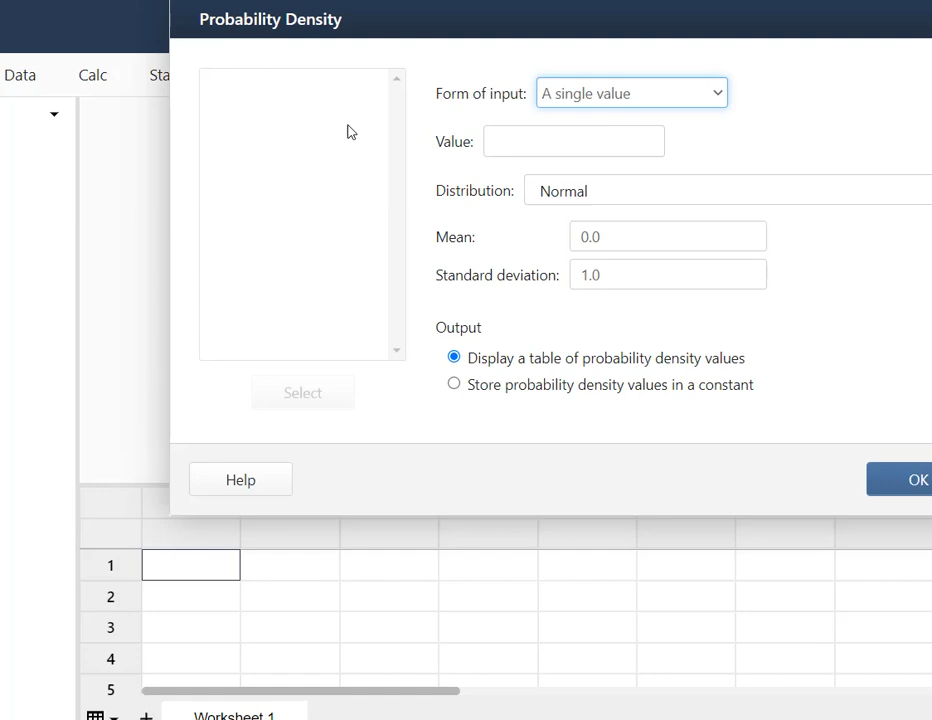 Probability Density
Data Calc Sta
Form of input: A single value
Value:
Distribution: Normal
Mean: 0.0
Standard deviation: 1.0
Output
Display a table of probability density values
Store probability density values in a constant
Select
Help
OK
1
2
3
4
5
+ Worksheet 1